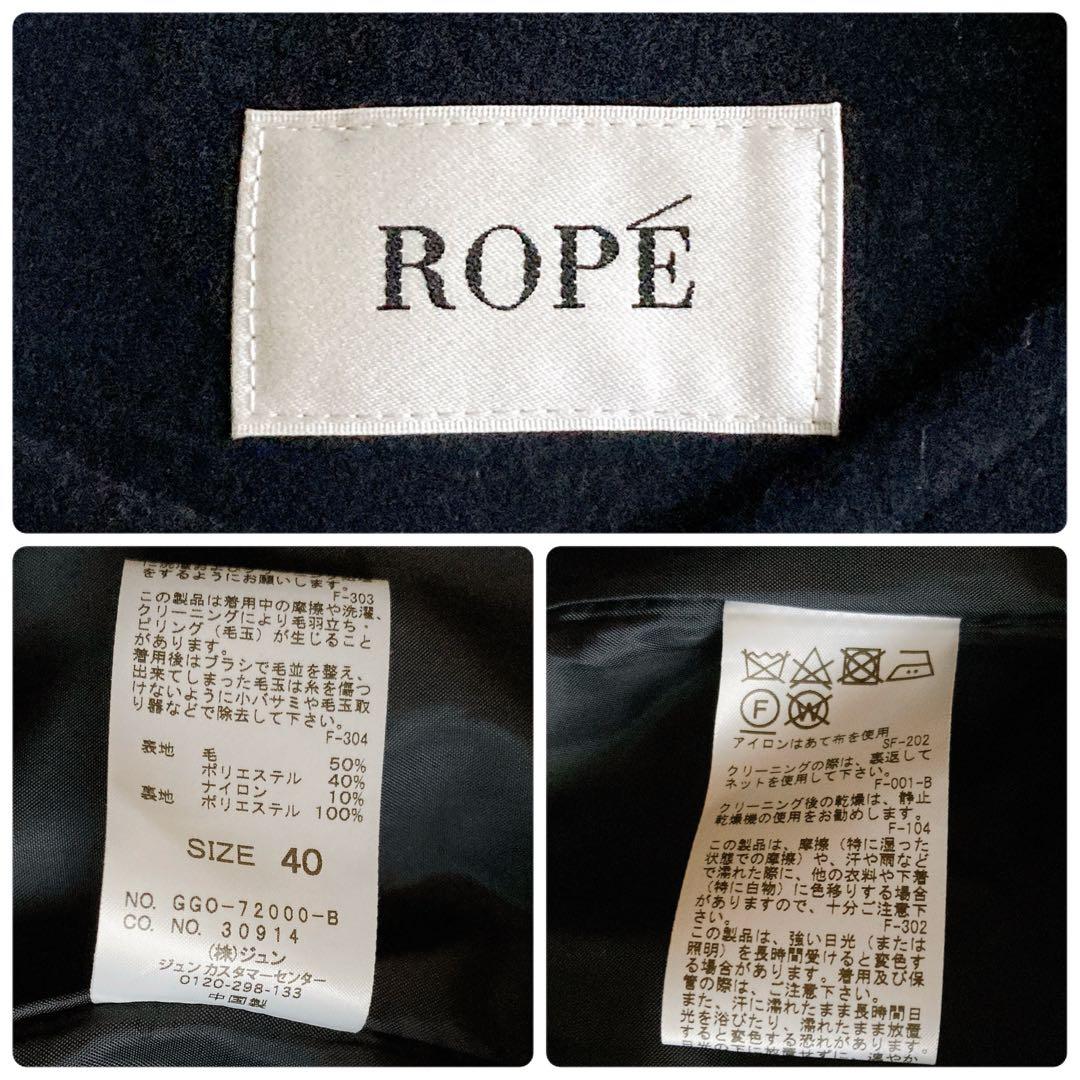 ROPÉ
をするようにお願いします。
F-303
この製品は着用中の摩擦や洗濯、
クリーニングにより毛羽立ち・
ピリング（毛玉）が生じること
があります。
着用後はブラシで毛並を整え、
出来てしまった毛玉は糸を傷つ
けないように小バサミや毛玉取
り器などで除去して下さい。
F-304
表地 毛 50%
ポリエステル 40%
ナイロン 10%
裏地 ポリエステル 100%
SIZE 40
NO. GGO-72000-B
CO. NO. 30914
(株)ジュン
ジュン カスタマーセンター
0120-298-133
中国製
F W
アイロンはあて布を使用
SF-202
クリーニングの際は、裏返して
ネットを使用して下さい。
F-001-B
クリーニング後の乾燥は、静止
乾燥機の使用をお勧めします。
F-104
この製品は、摩擦（特に湿った
状態での摩擦）や、汗や雨など
で濡れた際に、他の衣料や下着
（特に白物）に色移りする場合
がありますので、十分ご注意下
さい。
F-302
この製品は、強い日光（または
照明）を長時間受けると変色す
る場合があります。着用及び保
管の際は、ご注意下さい。
また、汗に濡れたまま長時間日
光を浴びたり、濡れたまま放置
すると変色する恐れがあります。